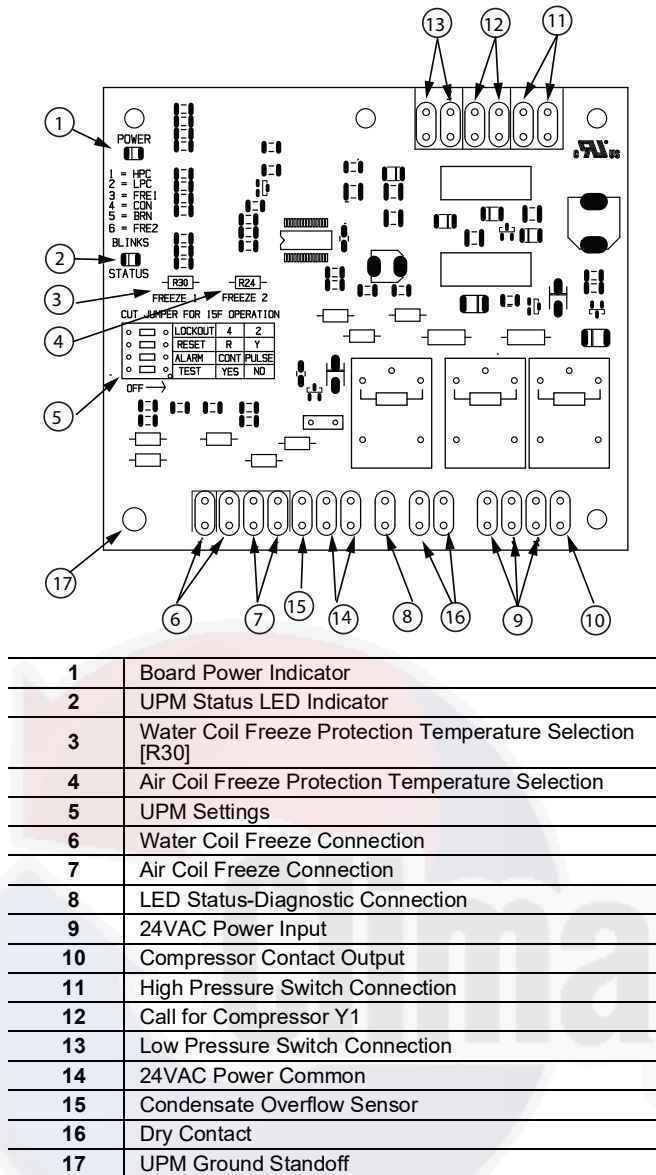 13 12 11
1
POWER
1 = HPC
2 = LPC
3 = FRE1
4 = CON
5 = BRN
6 = FRE2
BLINKS
2
STATUS
R30 R24
3
FREEZE 1 FREEZE 2
CUT JUMPER FOR 15F OPERATION
4
LOCKOUT 4 2
RESET R Y
ALARM CONT PULSE
TEST YES NO
OFF
5
c RU us
17
6 7 15 14 8 16 9 10
1 Board Power Indicator
2 UPM Status LED Indicator
3 Water Coil Freeze Protection Temperature Selection
[R30]
4 Air Coil Freeze Protection Temperature Selection
5 UPM Settings
6 Water Coil Freeze Connection
7 Air Coil Freeze Connection
8 LED Status-Diagnostic Connection
9 24VAC Power Input
10 Compressor Contact Output
11 High Pressure Switch Connection
12 Call for Compressor Y1
13 Low Pressure Switch Connection
14 24VAC Power Common
15 Condensate Overflow Sensor
16 Dry Contact
17 UPM Ground Standoff
Clima